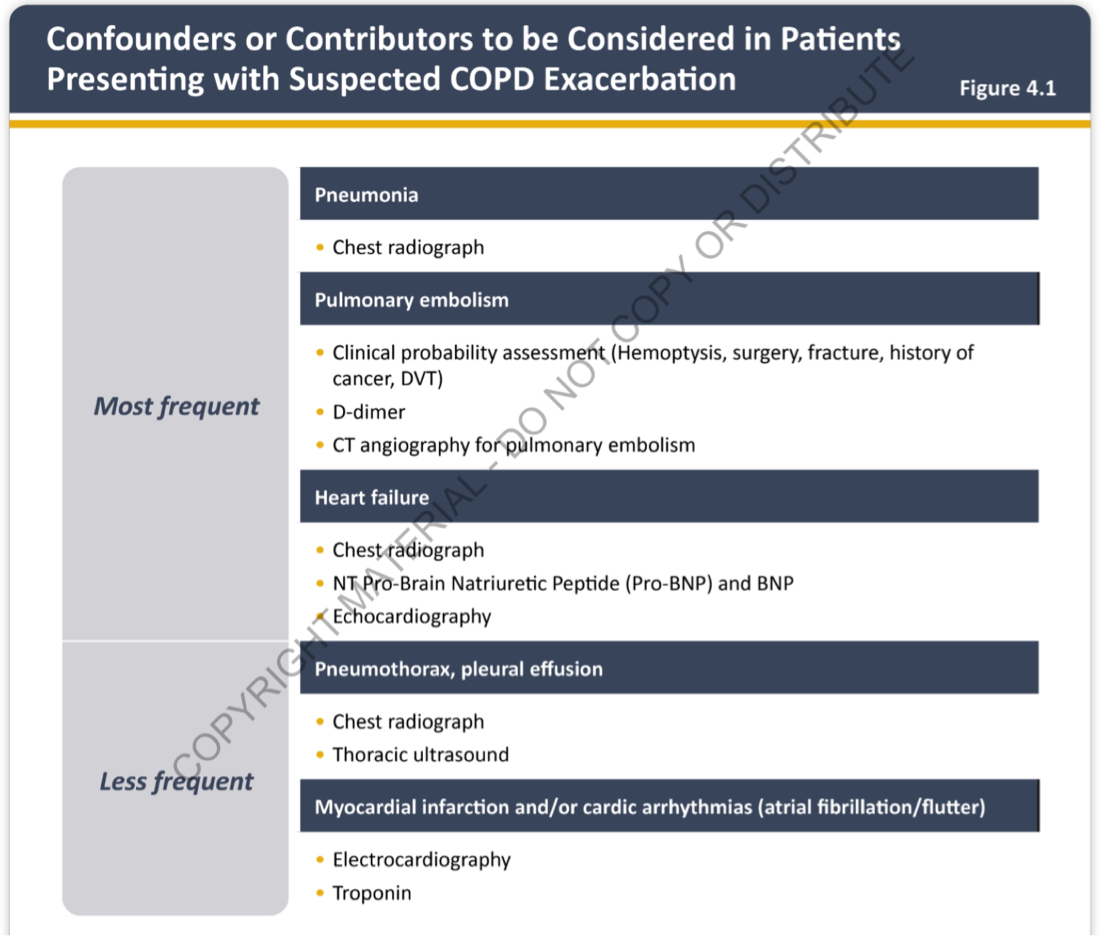 Confounders or Contributors to be Considered in Patients
Presenting with Suspected COPD Exacerbation
Figure 4.1
Most frequent
Pneumonia
• Chest radiograph
Pulmonary embolism
• Clinical probability assessment (Hemoptysis, surgery, fracture, history of
cancer, DVT)
• D-dimer
• CT angiography for pulmonary embolism
Heart failure
• Chest radiograph
• NT Pro-Brain Natriuretic Peptide (Pro-BNP) and BNP
• Echocardiography
Less frequent
Pneumothorax, pleural effusion
• Chest radiograph
• Thoracic ultrasound
Myocardial infarction and/or cardic arrhythmias (atrial fibrillation/flutter)
• Electrocardiography
• Troponin
COPYRIGHT MATERIAL - DO NOT COPY OR DISTRIBUTE